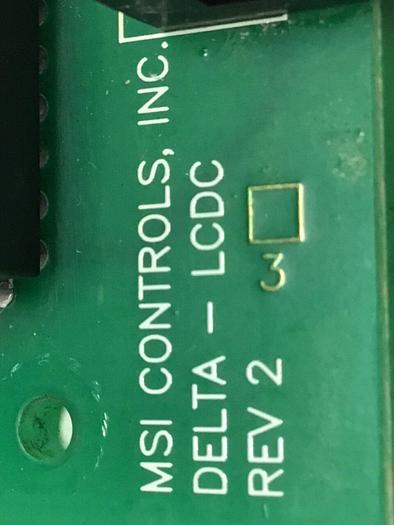 MSI CONTROLS, INC.
DELTA - LCDC
REV 2
3